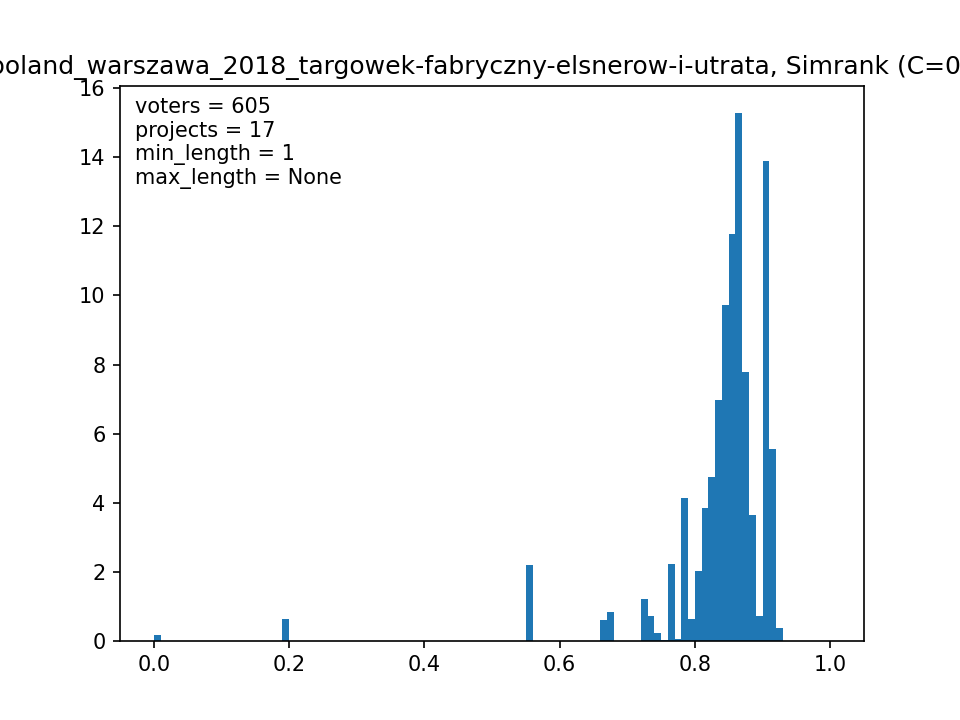 poland_warszawa_2018_targowek-fabryczny-elsnerow-i-utrata, Simrank (C=0
voters = 605
projects = 17
min_length = 1
max_length = None
16
14
12
10
8
6
4
2
0
0.0 0.2 0.4 0.6 0.8 1.0